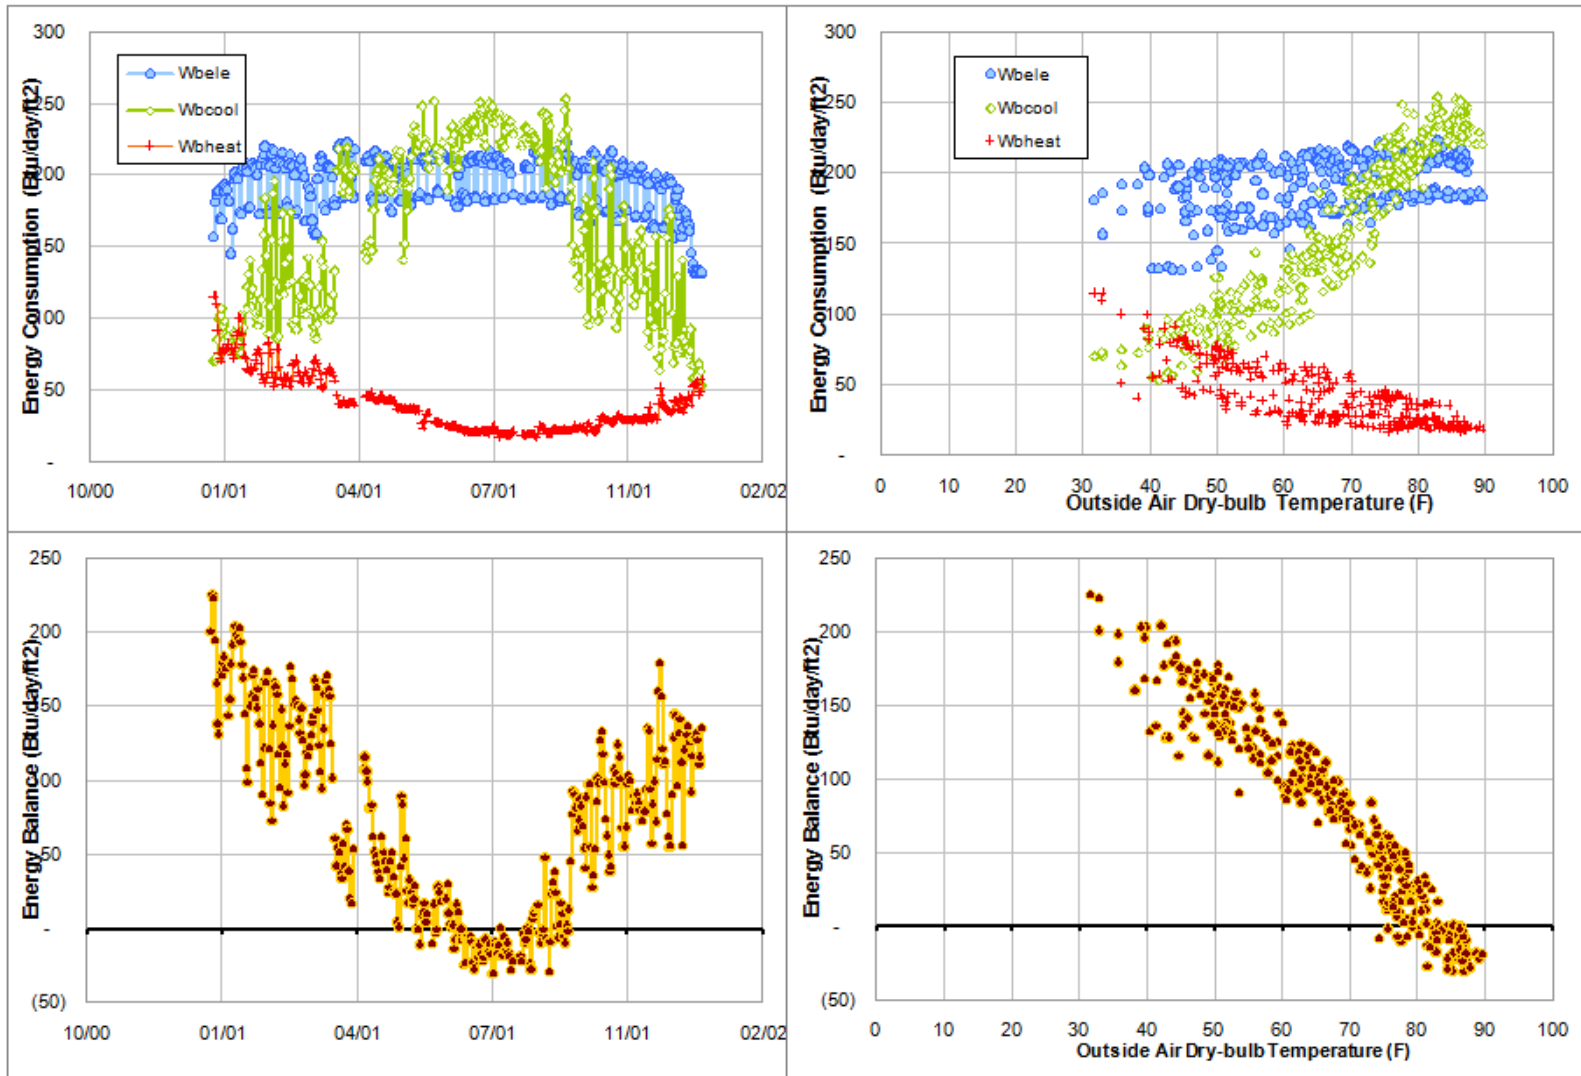 300
250
200
150
100
50
-
Energy Consumption (Btu/day/ft2)
Wbele
Wbcool
Wbheat
10/00 01/01 04/01 07/01 11/01 02/02
300
250
200
150
100
50
-
Energy Consumption (Btu/day/ft2)
Wbele
Wbcool
Wbheat
0 10 20 30 40 50 60 70 80 90 100
Outside Air Dry-bulb Temperature (F)
250
200
150
100
50
-
(50)
Energy Balance (Btu/day/ft2)
10/00 01/01 04/01 07/01 11/01 02/02
250
200
150
100
50
-
(50)
Energy Balance (Btu/day/ft2)
0 10 20 30 40 50 60 70 80 90 100
Outside Air Dry-bulb Temperature (F)